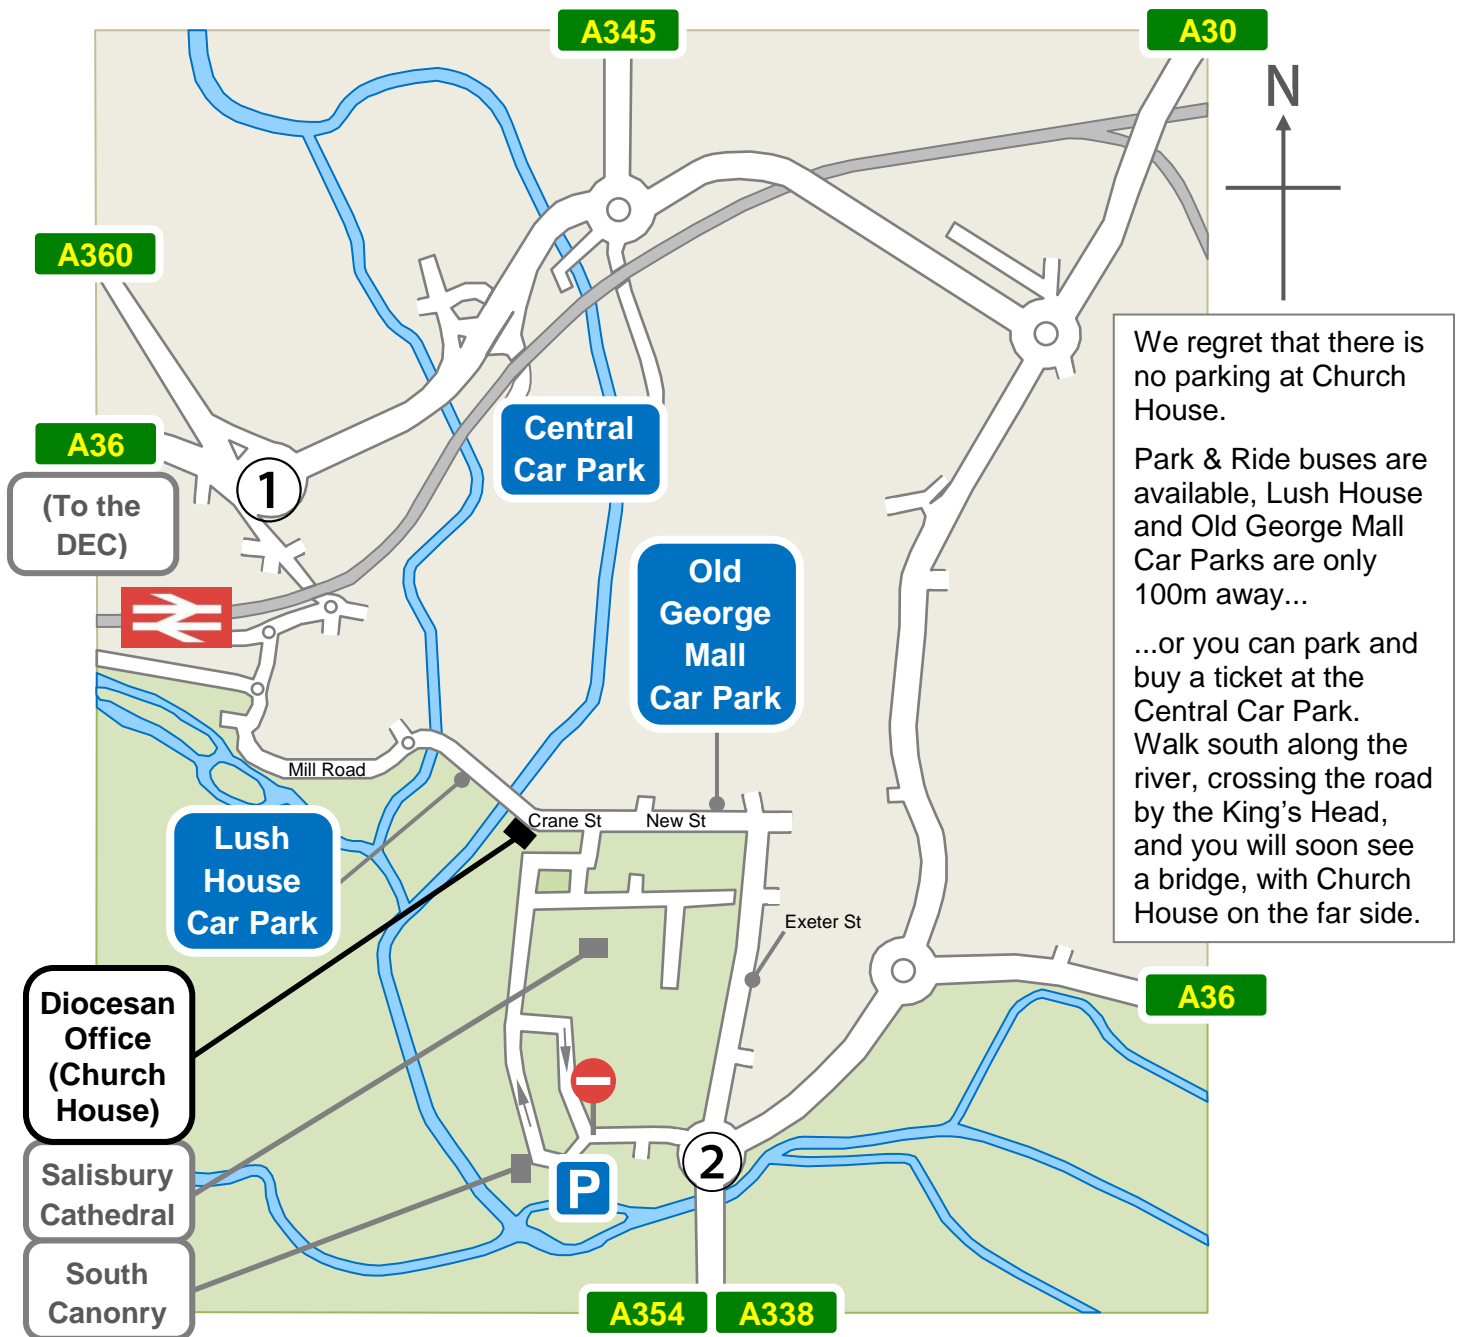 A345
A30
N
A360
We regret that there is
no parking at Church
House.
Park & Ride buses are
available, Lush House
and Old George Mall
Car Parks are only
100m away...
...or you can park and
buy a ticket at the
Central Car Park.
Walk south along the
river, crossing the road
by the King's Head,
and you will soon see
a bridge, with Church
House on the far side.
A36
(To the
DEC)
1
Central
Car Park
Old
George
Mall
Car Park
Mill Road
Crane St
New St
Lush
House
Car Park
Exeter St
A36
Diocesan
Office
(Church
House)
Salisbury
Cathedral
South
Canonry
P
2
A354
A338